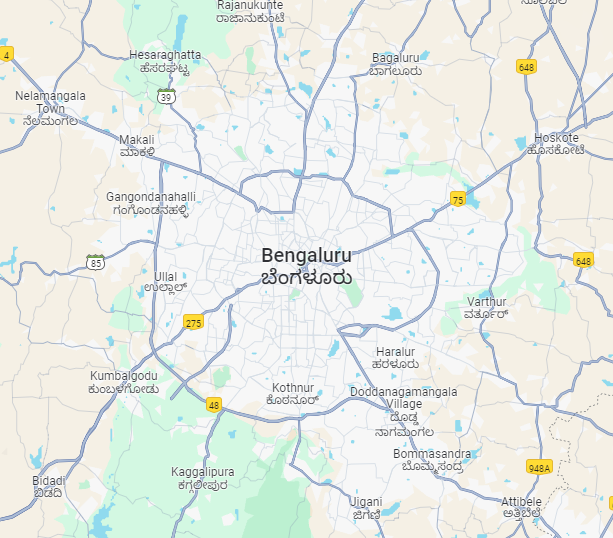 Rajanukunte
ರಾಜಾನುಕುಂಟೆ
Hesaraghatta
ಹೆಸರಘಟ್ಟ
4
39
Bagaluru
ಬಾಗಲೂರು
648
Nelamangala
Town
ನೆಲಮಂಗಲ
Makali
ಮಾಕಳಿ
Hoskote
ಹೊಸಕೋಟೆ
Gangondanahalli
ಗಂಗೊಂಡನಹಳ್ಳಿ
75
85
Bengaluru
ಬೆಂಗಳೂರು
648
Ullal
ಉಲ್ಲಾಳ್
275
Varthur
ವರ್ತೂರ್
Haralur
ಹರಳೂರು
Kumbalgodu
ಕುಂಬಳಗೋಡು
48
Kothnur
ಕೊಠನೂರ್
Doddanagamangala
Village
ದೊಡ್ಡ
ನಾಗಮಂಗಲ
Bommasandra
ಬೊಮ್ಮಸಂದ್ರ
948A
Kaggalipura
ಕಗ್ಗಲೀಪುರ
Bidadi
ಬಿಡದಿ
Jigani
ಜಿಗಣಿ
Attibele
ಅತ್ತಿಬೆಲೆ